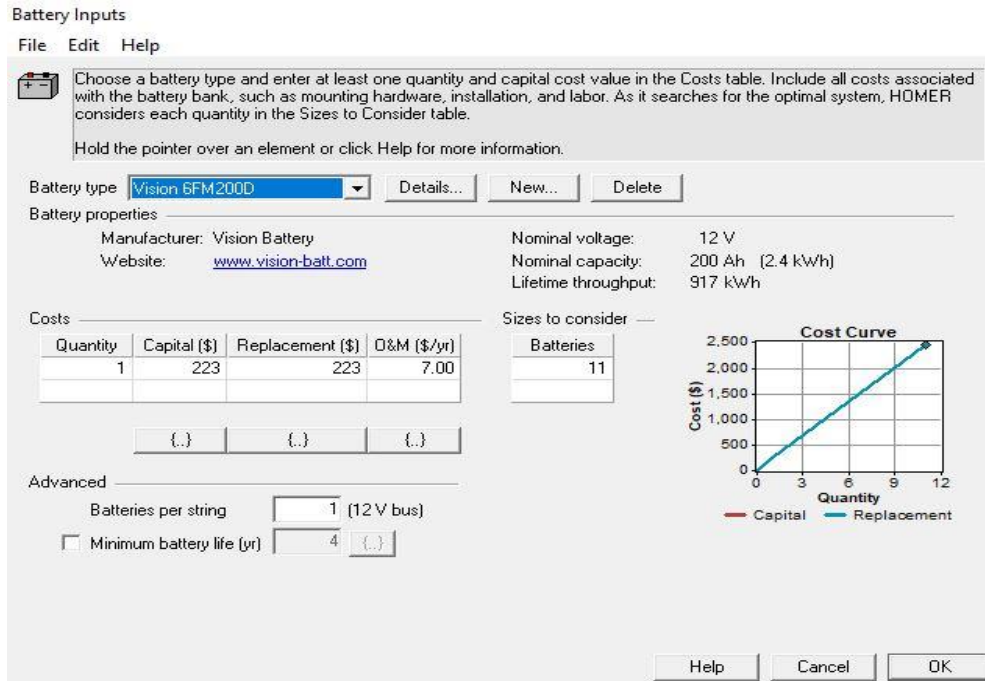 Battery Inputs
File Edit Help
Choose a battery type and enter at least one quantity and capital cost value in the Costs table. Include all costs associated
with the battery bank, such as mounting hardware, installation, and labor. As it searches for the optimal system, HOMER
considers each quantity in the Sizes to Consider table.
Hold the pointer over an element or click Help for more information.
Battery type Vision 6FM200D Details... New... Delete
Battery properties
Manufacturer: Vision Battery Nominal voltage: 12 V
Website: www.vision-batt.com Nominal capacity: 200 Ah (2.4 kWh)
Lifetime throughput: 917 kWh
Costs Sizes to consider
Quantity Capital ($) Replacement ($) O&M ($/yr) Batteries
1 223 223 7.00 11
{..} {..} {..}
Cost Curve
2,500
2,000
1,500
1,000
500
0
Cost ($)
0 3 6 9 12
Quantity
Capital Replacement
Advanced
Batteries per string 1 (12 V bus)
Minimum battery life (yr) 4 {..}
Help Cancel OK